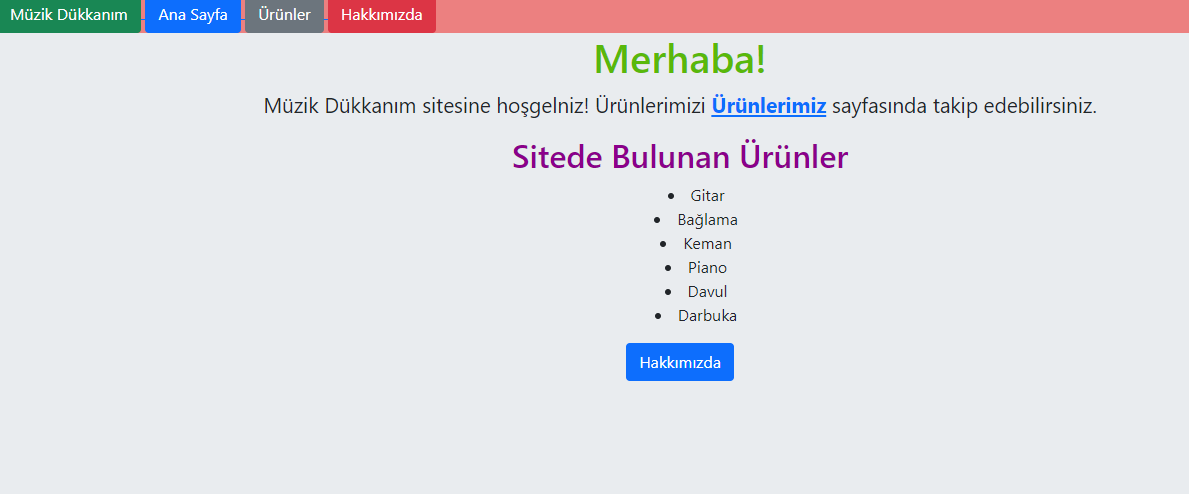 Müzik Dükkanım Ana Sayfa Ürünler Hakkımızda
Merhaba!
Müzik Dükkanım sitesine hoşgelniz! Ürünlerimizi Ürünlerimiz sayfasında takip edebilirsiniz.
Sitede Bulunan Ürünler
• Gitar
• Bağlama
• Keman
• Piano
• Davul
• Darbuka
Hakkımızda